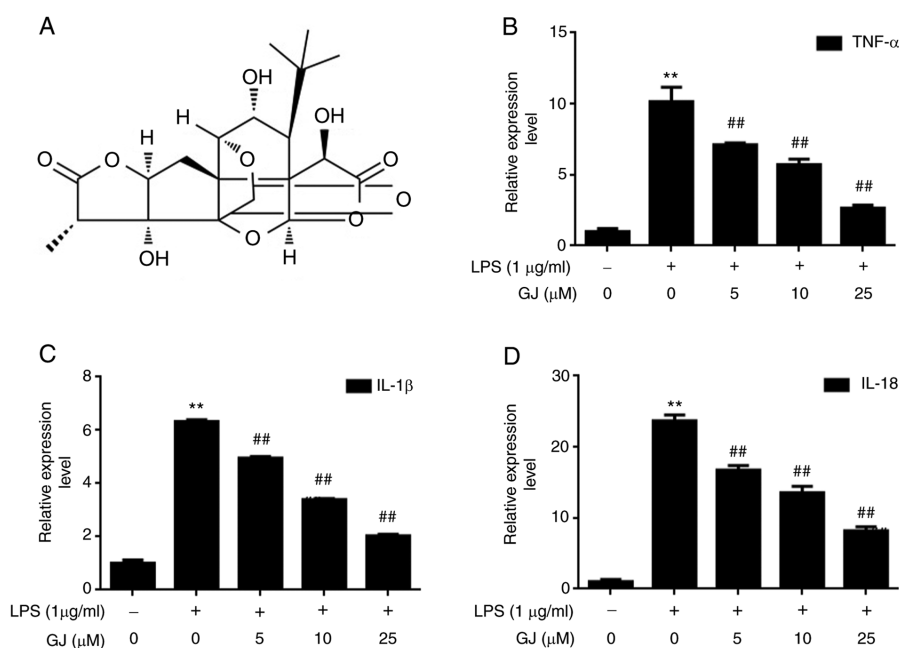 A
OH
OH
H
H
O
O
O
O
O
O
O
H
OH
B
TNF-α
Relative expression
level
15
10
5
0
**
##
##
##
LPS (1 µg/ml) – + + + +
GJ (µM) 0 0 5 10 25
C
IL-1β
Relative expression
level
8
6
4
2
0
**
##
##
##
LPS (1µg/ml) – + + + +
GJ (µM) 0 0 5 10 25
D
IL-18
Relative expression
level
30
20
10
0
**
##
##
##
LPS (1 µg/ml) – + + + +
GJ (µM) 0 0 5 10 25